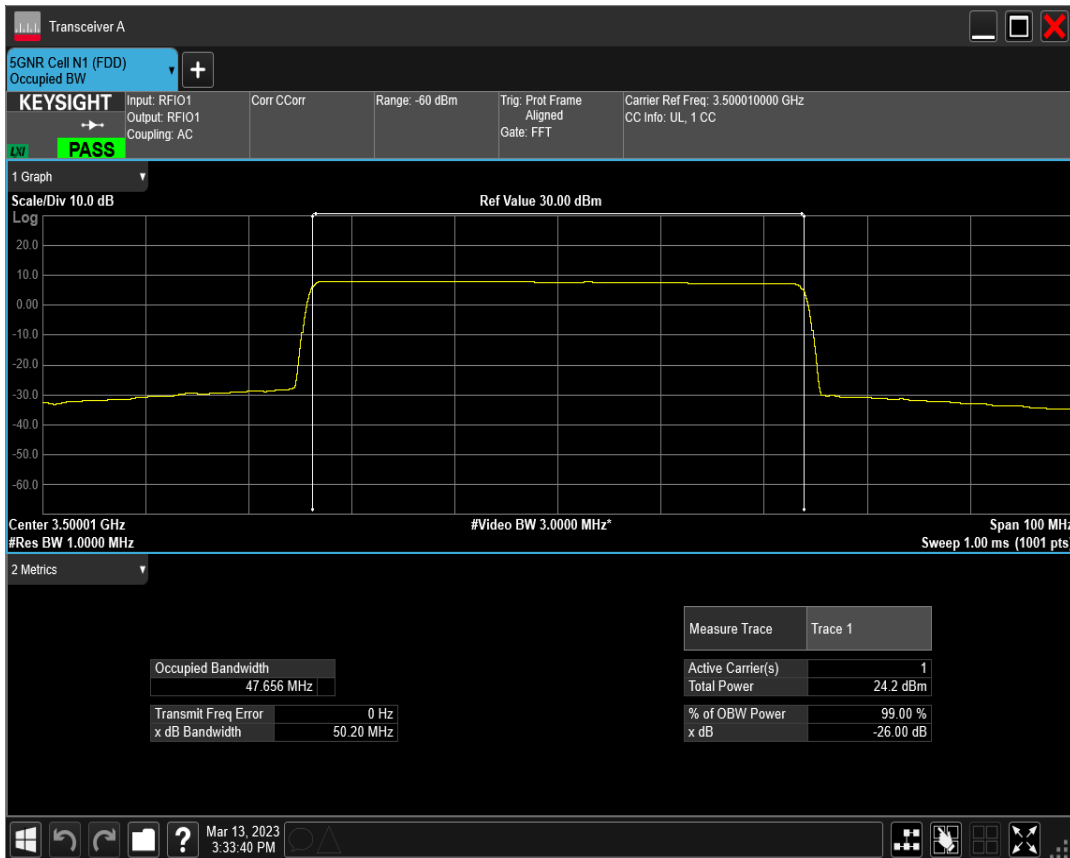 Transceiver A
5GNR Cell N1 (FDD)
Occupied BW
+
KEYSIGHT
LXI
PASS
Input: RFIO1
Output: RFIO1
Coupling: AC
Corr CCorr
Range: -60 dBm
Trig: Prot Frame
Aligned
Gate: FFT
Carrier Ref Freq: 3.500010000 GHz
CC Info: UL, 1 CC
1 Graph
Scale/Div 10.0 dB
Ref Value 30.00 dBm
Log
20.0
10.0
0.00
-10.0
-20.0
-30.0
-40.0
-50.0
-60.0
Center 3.50001 GHz
#Video BW 3.0000 MHz*
Span 100 MHz
#Res BW 1.0000 MHz
Sweep 1.00 ms (1001 pts)
2 Metrics
Measure Trace Trace 1
Occupied Bandwidth
47.656 MHz
Transmit Freq Error 0 Hz
x dB Bandwidth 50.20 MHz
Active Carrier(s) 1
Total Power 24.2 dBm
% of OBW Power 99.00 %
x dB -26.00 dB
?
Mar 13, 2023
3:33:40 PM